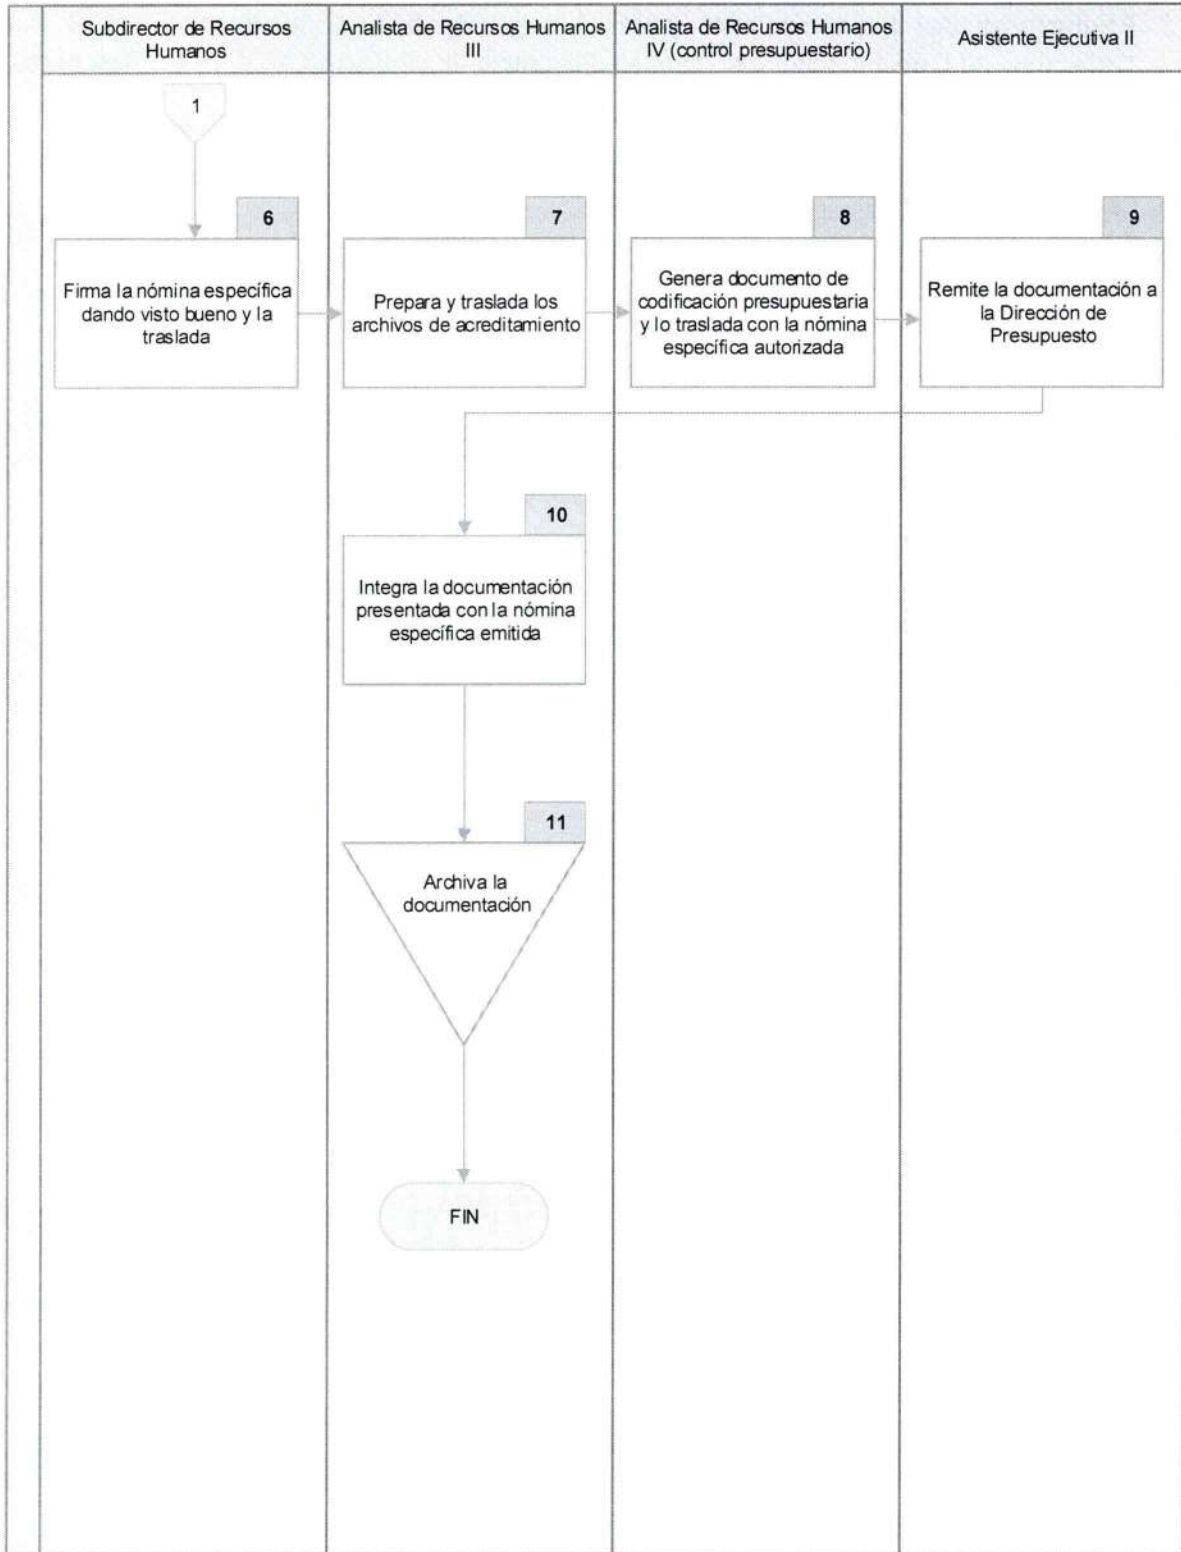 Subdirector de Recursos
Humanos
Analista de Recursos Humanos
III
Analista de Recursos Humanos
IV (control presupuestario)
Asistente Ejecutiva II
1
6
Firma la nómina específica
dando visto bueno y la
traslada
7
Prepara y traslada los
archivos de acreditamiento
8
Genera documento de
codificación presupuestaria
y lo traslada con la nómina
específica autorizada
9
Remite la documentación a
la Dirección de
Presupuesto
10
Integra la documentación
presentada con la nómina
específica emitida
11
Archiva la
documentación
FIN